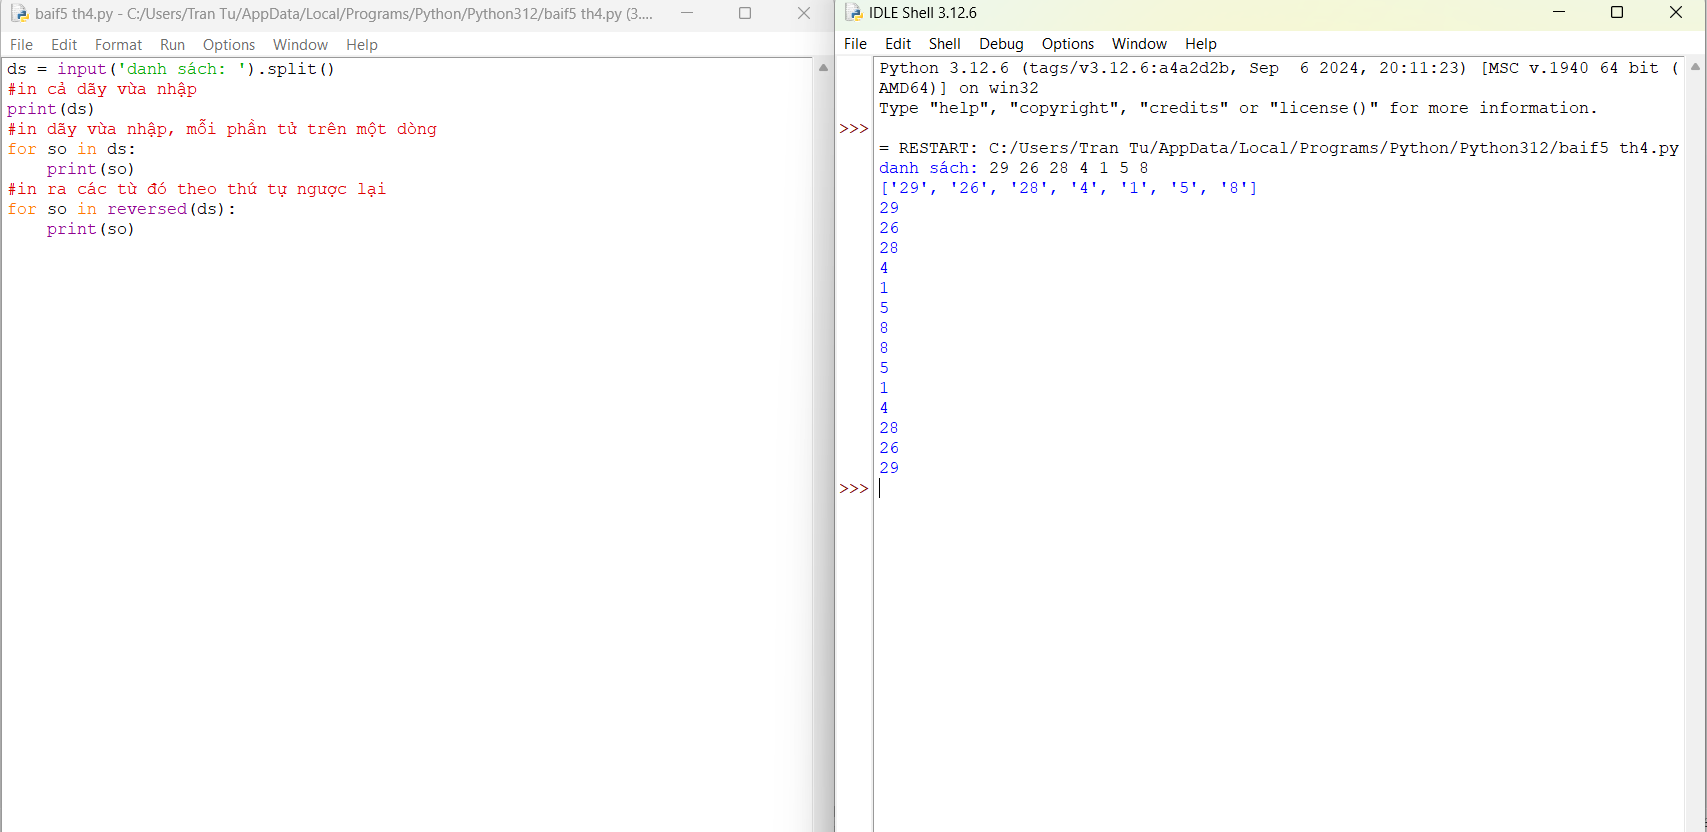 baif5 th4.py - C:/Users/Tran Tu/AppData/Local/Programs/Python/Python312/baif5 th4.py (3....
File Edit Format Run Options Window Help
ds = input('danh sách: ').split()
#in cả dãy vừa nhập
print(ds)
#in dãy vừa nhập, mỗi phần tử trên một dòng
for so in ds:
    print(so)
#in ra các từ đó theo thứ tự ngược lại
for so in reversed(ds):
    print(so)
IDLE Shell 3.12.6
File Edit Shell Debug Options Window Help
Python 3.12.6 (tags/v3.12.6:a4a2d2b, Sep  6 2024, 20:11:23) [MSC v.1940 64 bit (
AMD64)] on win32
Type "help", "copyright", "credits" or "license()" for more information.
>>>
= RESTART: C:/Users/Tran Tu/AppData/Local/Programs/Python/Python312/baif5 th4.py
danh sách: 29 26 28 4 1 5 8
['29', '26', '28', '4', '1', '5', '8']
29
26
28
4
1
5
8
8
5
1
4
28
26
29
>>>